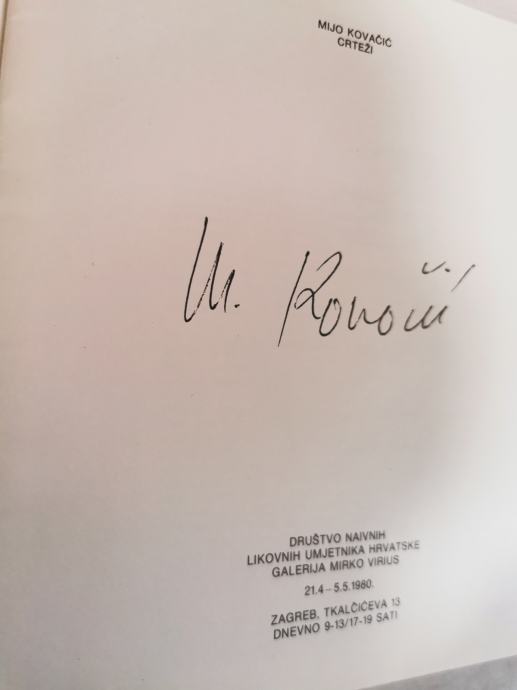 MIJO KOVAČIĆ
CRTEŽI
M. Kovačić
DRUŠTVO NAIVNIH
LIKOVNIH UMJETNIKA HRVATSKE
GALERIJA MIRKO VIRIUS
21.4 – 5.5.1980.
ZAGREB, TKALČIĆEVA 13
DNEVNO 9-13/17-19 SATI